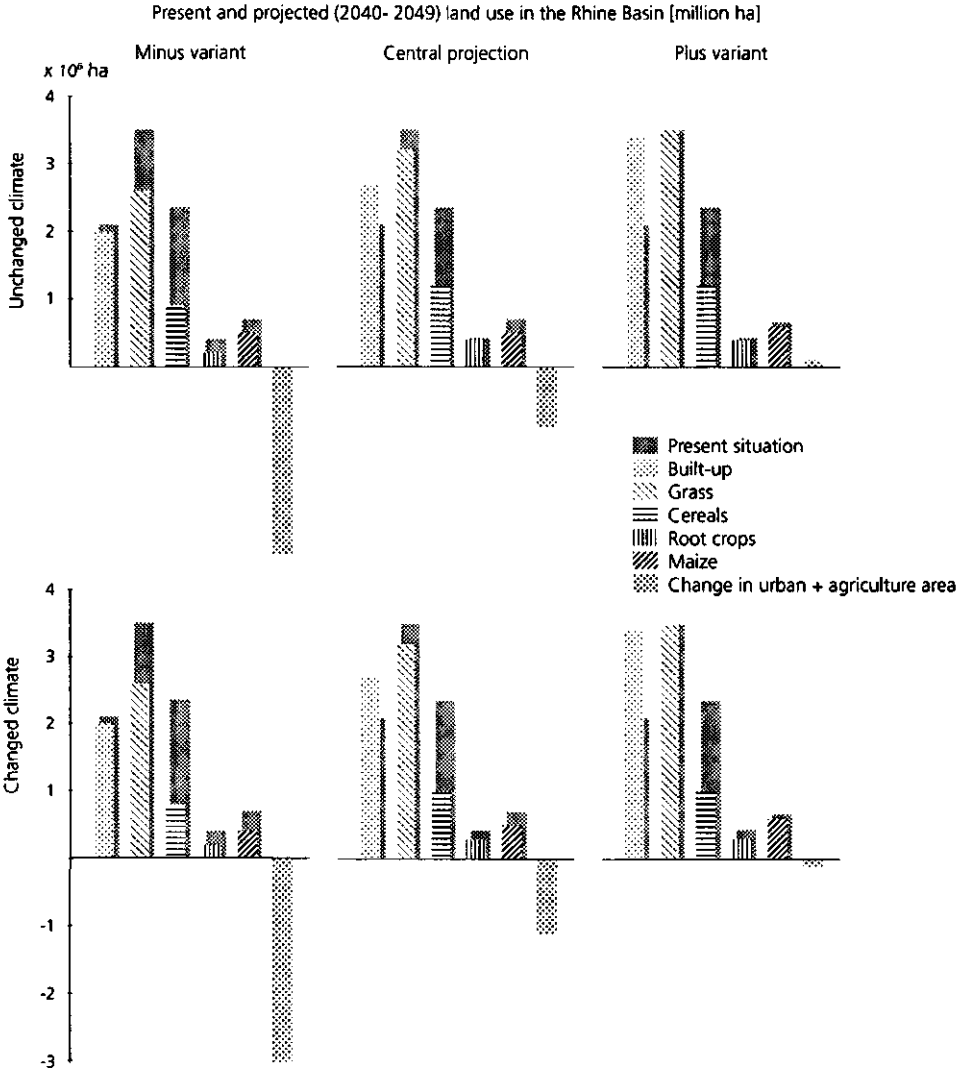 Present and projected (2040- 2049) land use in the Rhine Basin [million ha]
Minus variant
Central projection
Plus variant
x 10⁶ ha
4
3
2
1
Unchanged climate
Present situation
Built-up
Grass
Cereals
Root crops
Maize
Change in urban + agriculture area
4
3
2
1
-1
-2
-3
Changed climate